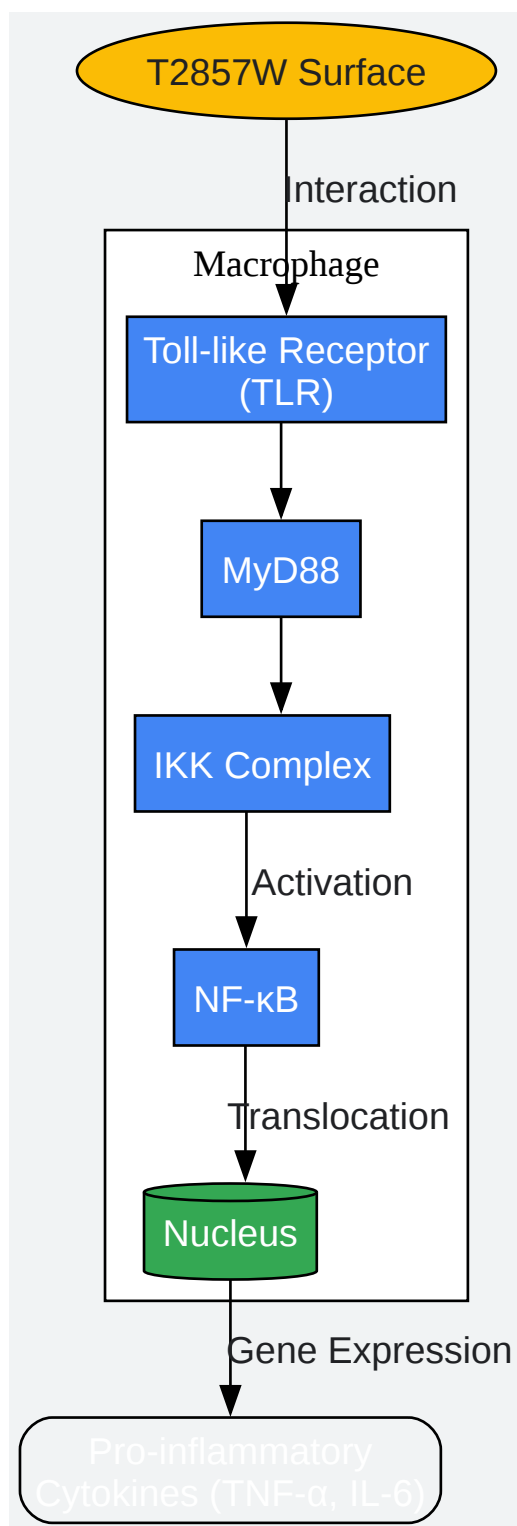 T2857W Surface
Interaction
Macrophage
Toll-like Receptor
(TLR)
MyD88
IKK Complex
Activation
NF-κB
Translocation
Nucleus
Gene Expression
Pro-inflammatory
Cytokines (TNF-α, IL-6)